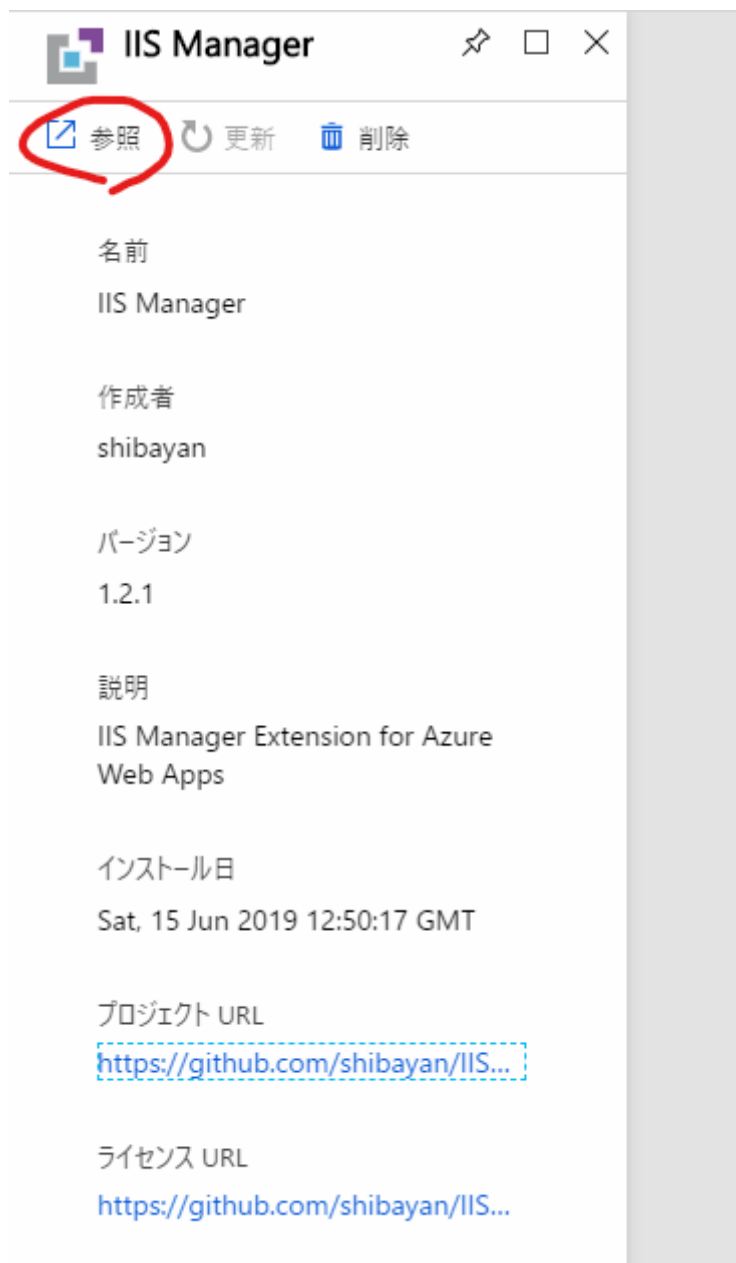 IIS Manager
参照 更新 削除
名前
IIS Manager
作成者
shibayan
バージョン
1.2.1
説明
IIS Manager Extension for Azure
Web Apps
インストール日
Sat, 15 Jun 2019 12:50:17 GMT
プロジェクト URL
https://github.com/shibayan/IIS...
ライセンス URL
https://github.com/shibayan/IIS...